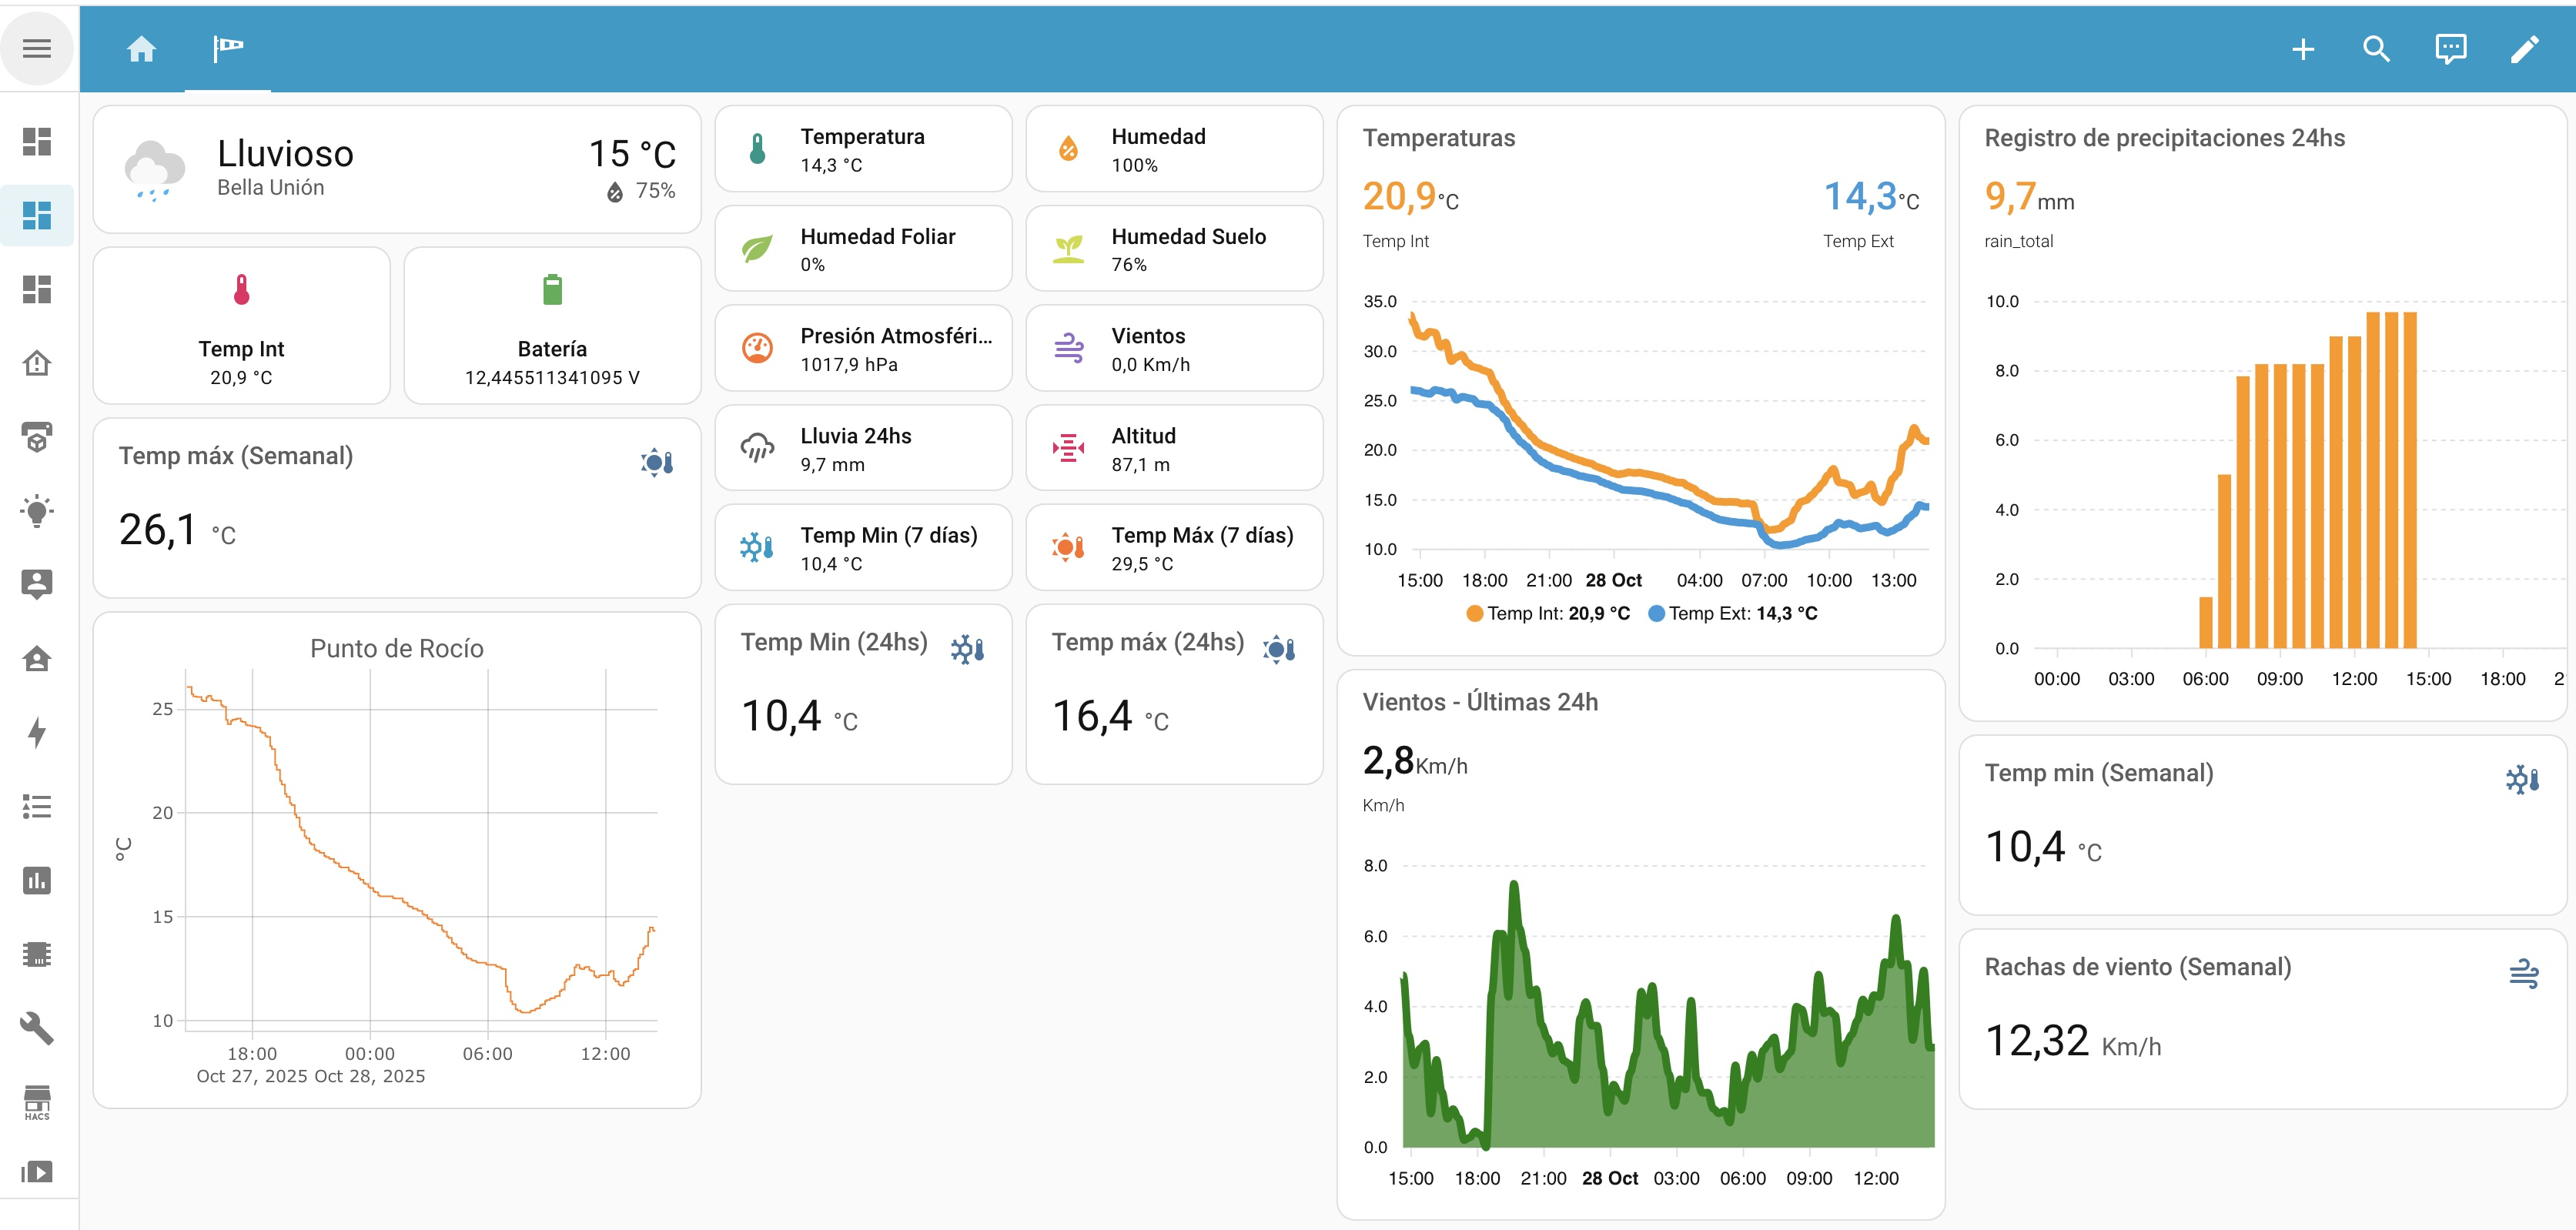 Lluvioso
Bella Unión
15 °C
75%
Temp Int
20,9 °C
Batería
12,445511341095 V
Temp máx (Semanal)
26,1 °C
Punto de Rocío
25
20
15
10
°C
18:00 00:00 06:00 12:00
Oct 27, 2025 Oct 28, 2025
Temperatura
14,3 °C
Humedad
100%
Humedad Foliar
0%
Humedad Suelo
76%
Presión Atmosféri...
1017,9 hPa
Vientos
0,0 Km/h
Lluvia 24hs
9,7 mm
Altitud
87,1 m
Temp Min (7 días)
10,4 °C
Temp Máx (7 días)
29,5 °C
Temp Min (24hs)
10,4 °C
Temp máx (24hs)
16,4 °C
Temperaturas
20,9°C
Temp Int
14,3°C
Temp Ext
35.0
30.0
25.0
20.0
15.0
10.0
15:00 18:00 21:00 28 Oct 04:00 07:00 10:00 13:00
Temp Int: 20,9 °C Temp Ext: 14,3 °C
Vientos - Últimas 24h
2,8Km/h
Km/h
8.0
6.0
4.0
2.0
0.0
15:00 18:00 21:00 28 Oct 03:00 06:00 09:00 12:00
Registro de precipitaciones 24hs
9,7mm
rain_total
10.0
8.0
6.0
4.0
2.0
0.0
00:00 03:00 06:00 09:00 12:00 15:00 18:00 2
Temp min (Semanal)
10,4 °C
Rachas de viento (Semanal)
12,32 Km/h
HACS